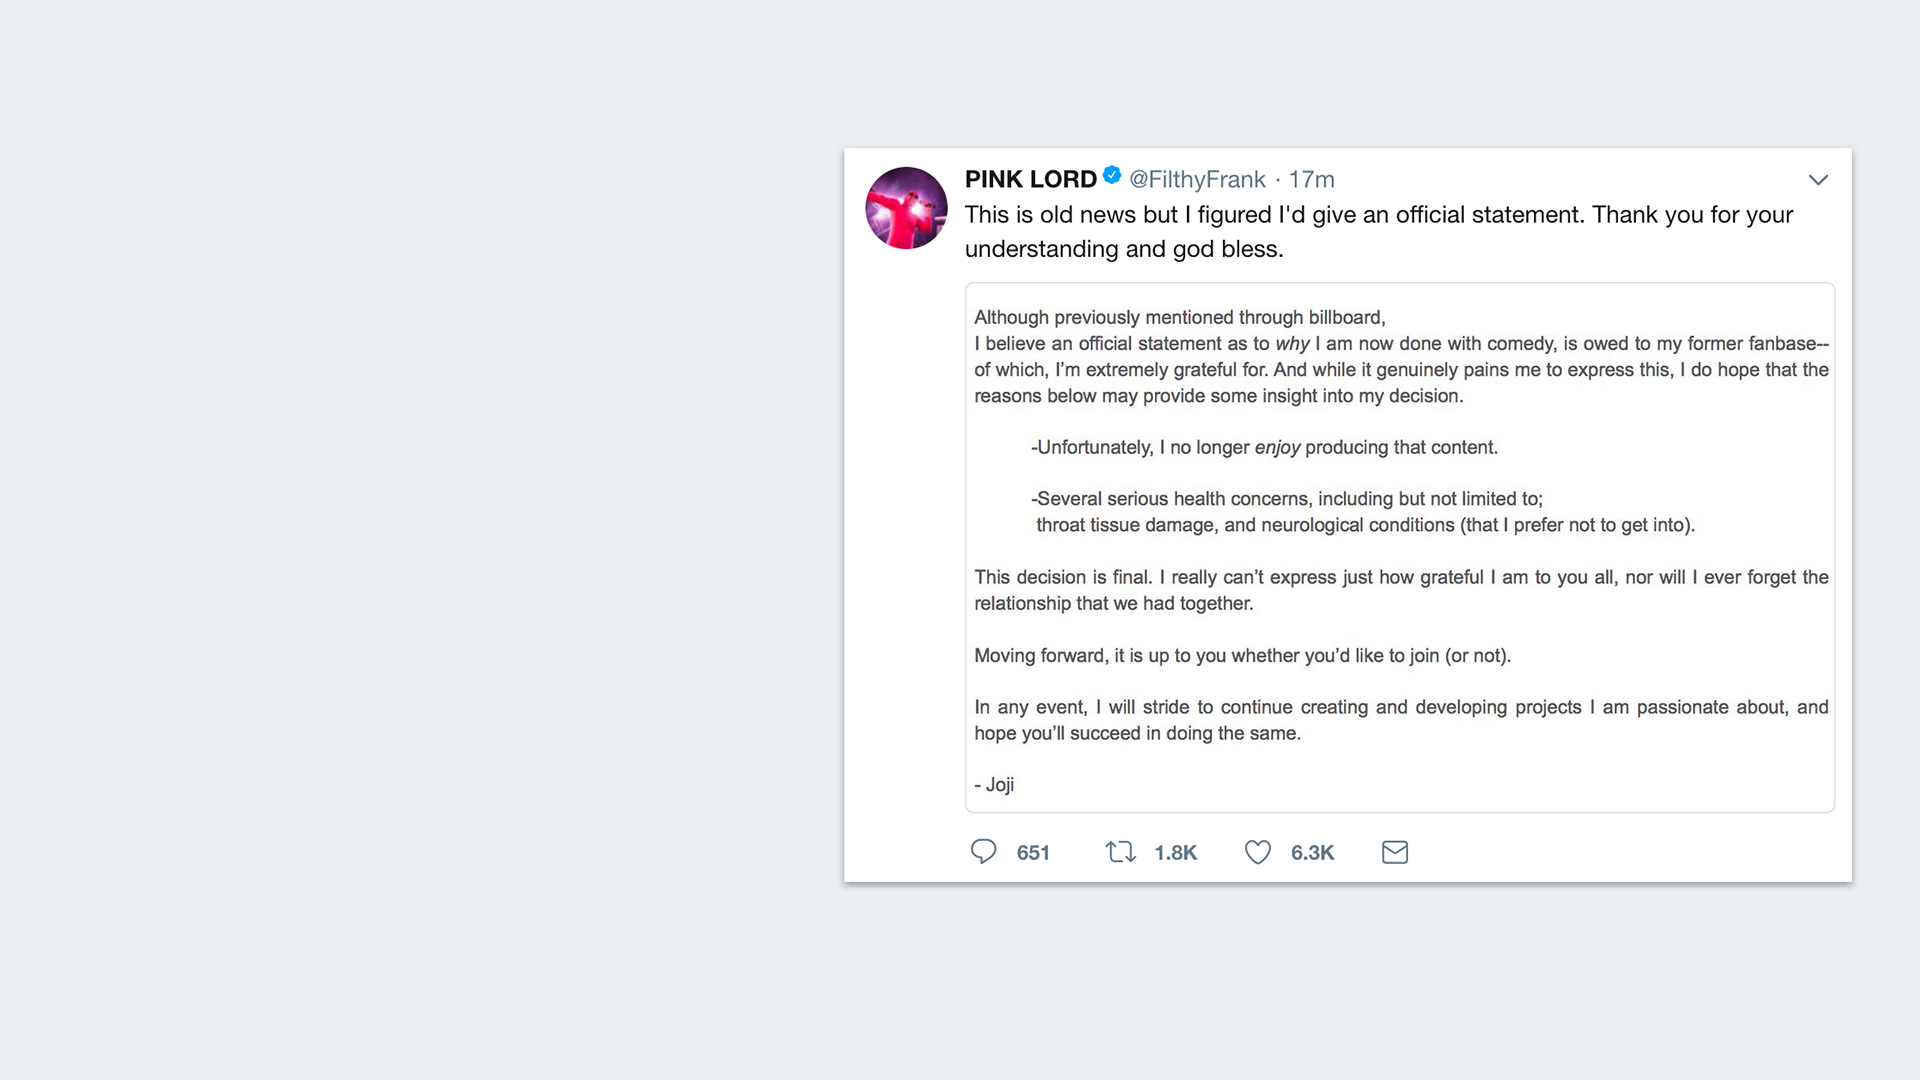 PINK LORD @FilthyFrank · 17m
This is old news but I figured I'd give an official statement. Thank you for your
understanding and god bless.
Although previously mentioned through billboard,
I believe an official statement as to why I am now done with comedy, is owed to my former fanbase--
of which, I’m extremely grateful for. And while it genuinely pains me to express this, I do hope that the
reasons below may provide some insight into my decision.
-Unfortunately, I no longer enjoy producing that content.
-Several serious health concerns, including but not limited to;
throat tissue damage, and neurological conditions (that I prefer not to get into).
This decision is final. I really can’t express just how grateful I am to you all, nor will I ever forget the
relationship that we had together.
Moving forward, it is up to you whether you’d like to join (or not).
In any event, I will stride to continue creating and developing projects I am passionate about, and
hope you’ll succeed in doing the same.
- Joji
651 1.8K 6.3K